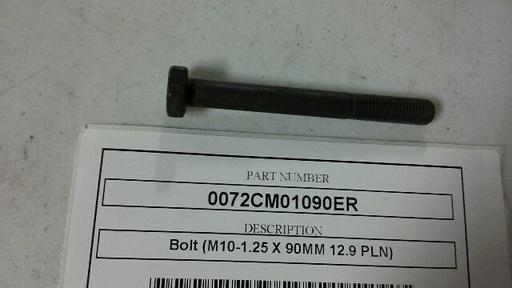 PART NUMBER
0072CM01090ER
DESCRIPTION
Bolt (M10-1.25 X 90MM 12.9 PLN)